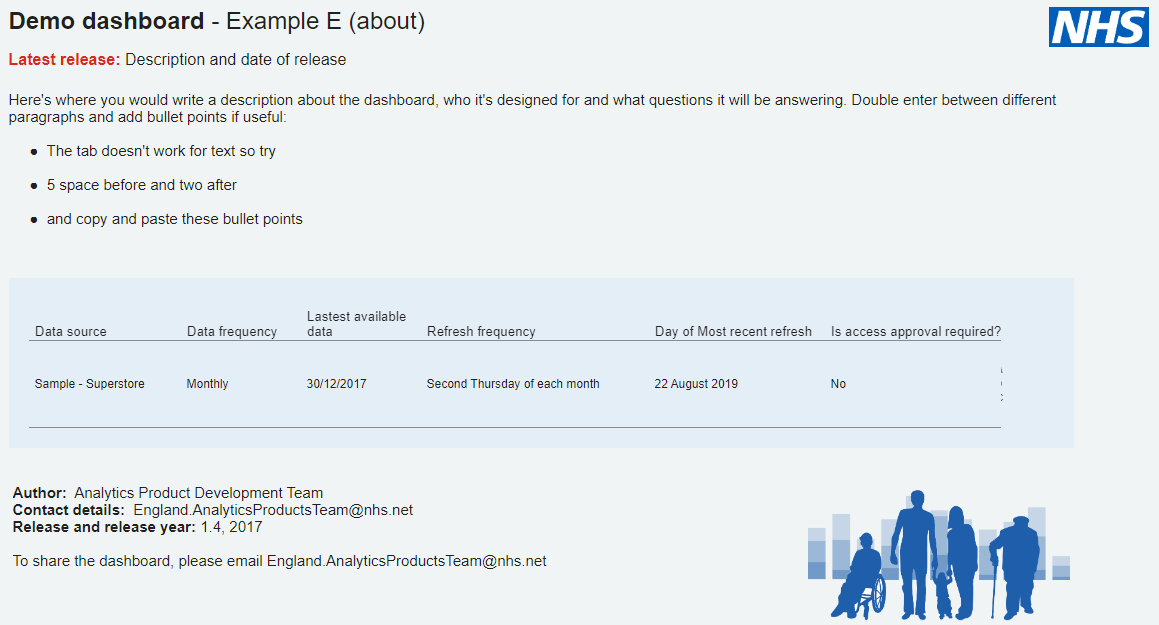 Demo dashboard - Example E (about)
NHS
Latest release: Description and date of release
Here's where you would write a description about the dashboard, who it's designed for and what questions it will be answering. Double enter between different
paragraphs and add bullet points if useful:
● The tab doesn't work for text so try
● 5 space before and two after
● and copy and paste these bullet points
Data source Data frequency Lastest available data Refresh frequency Day of Most recent refresh Is access approval required?
Sample - Superstore Monthly 30/12/2017 Second Thursday of each month 22 August 2019 No
Author: Analytics Product Development Team
Contact details: England.AnalyticsProductsTeam@nhs.net
Release and release year: 1.4, 2017
To share the dashboard, please email England.AnalyticsProductsTeam@nhs.net